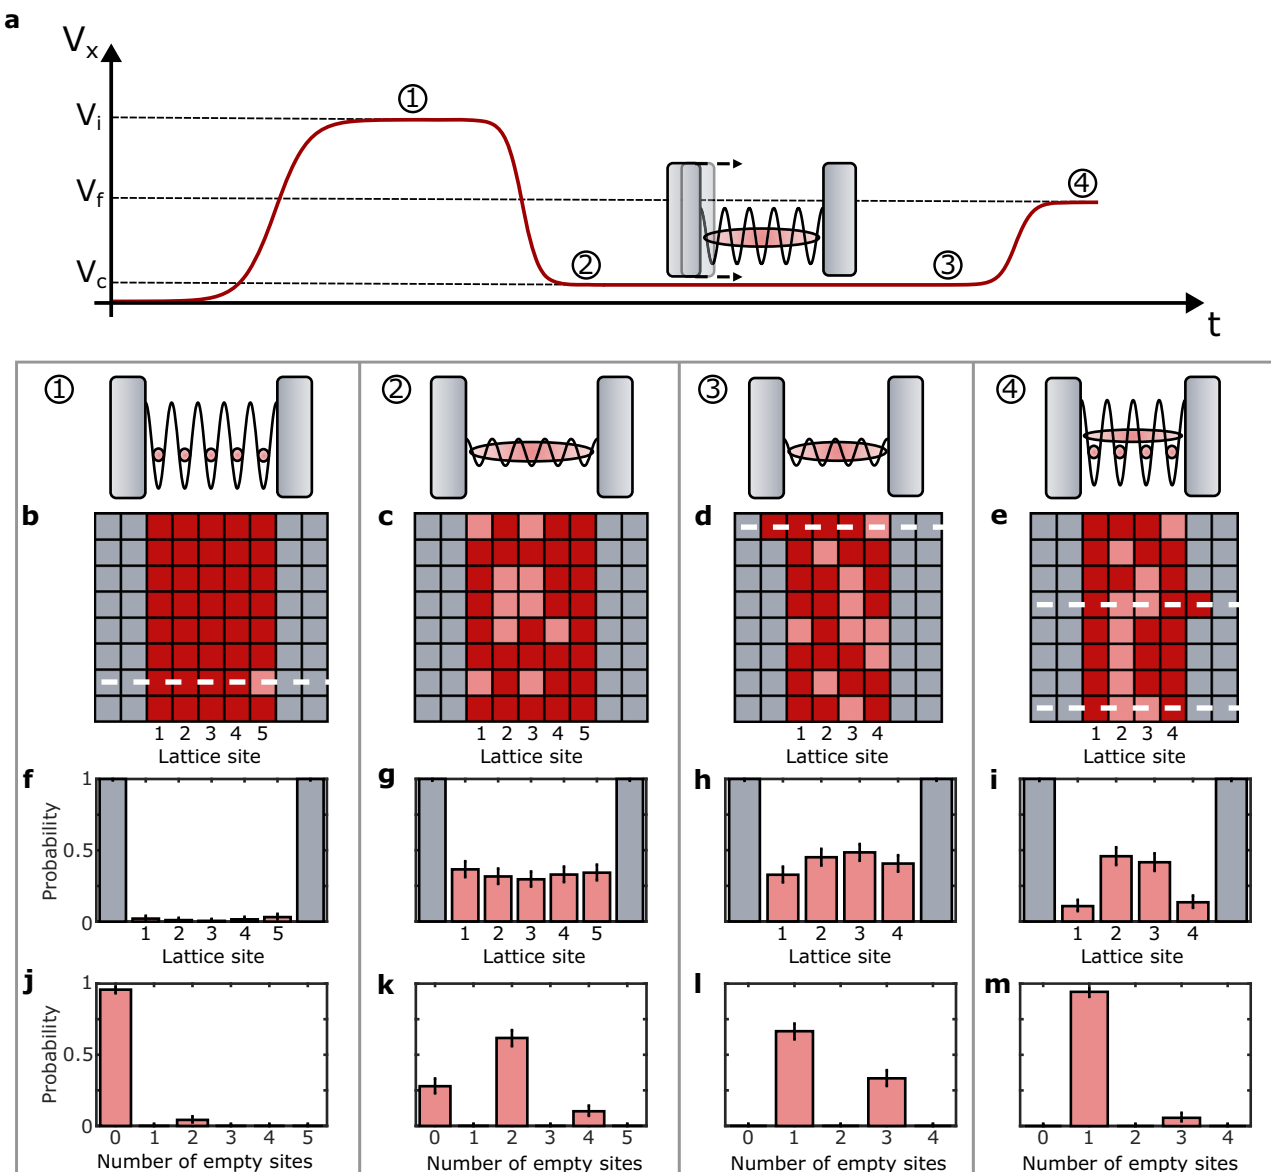 a
Vx
Vi
Vf
Vc
① ② ③ ④
t
① ② ③ ④
b c d e
1 2 3 4 5
Lattice site
1 2 3 4 5
Lattice site
1 2 3 4
Lattice site
1 2 3 4
Lattice site
f g h i
Probability
1
0.5
0
1 2 3 4 5
Lattice site
1 2 3 4 5
Lattice site
1 2 3 4
Lattice site
1 2 3 4
Lattice site
j k l m
Probability
1
0.5
0
0 1 2 3 4 5
Number of empty sites
0 1 2 3 4 5
Number of empty sites
0 1 2 3 4
Number of empty sites
0 1 2 3 4
Number of empty sites